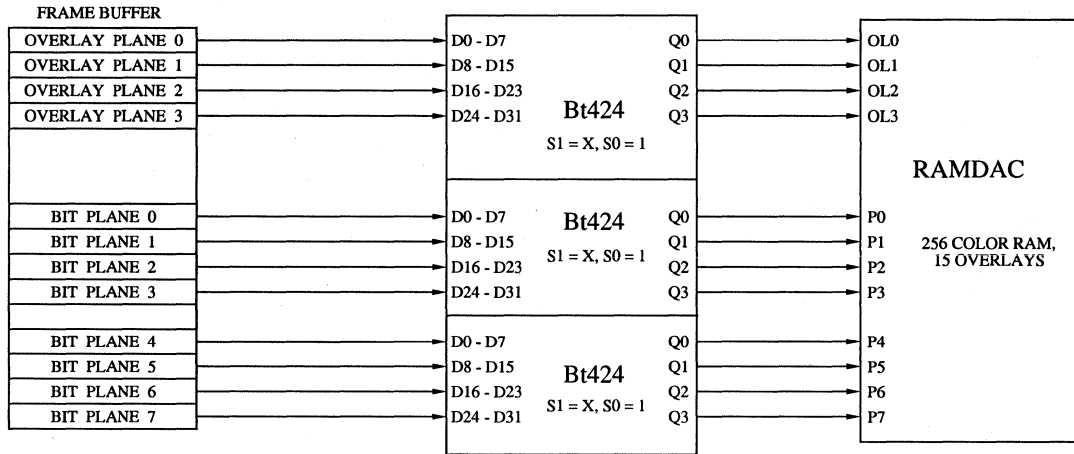 FRAME BUFFER
OVERLAY PLANE 0 D0 - D7 Q0 OL0
OVERLAY PLANE 1 D8 - D15 Q1 OL1
OVERLAY PLANE 2 D16 - D23 Q2 OL2
OVERLAY PLANE 3 D24 - D31 Q3 OL3
Bt424
S1 = X, S0 = 1
RAMDAC
256 COLOR RAM,
15 OVERLAYS
BIT PLANE 0 D0 - D7 Q0 P0
BIT PLANE 1 D8 - D15 Q1 P1
BIT PLANE 2 D16 - D23 Q2 P2
BIT PLANE 3 D24 - D31 Q3 P3
Bt424
S1 = X, S0 = 1
BIT PLANE 4 D0 - D7 Q0 P4
BIT PLANE 5 D8 - D15 Q1 P5
BIT PLANE 6 D16 - D23 Q2 P6
BIT PLANE 7 D24 - D31 Q3 P7
Bt424
S1 = X, S0 = 1